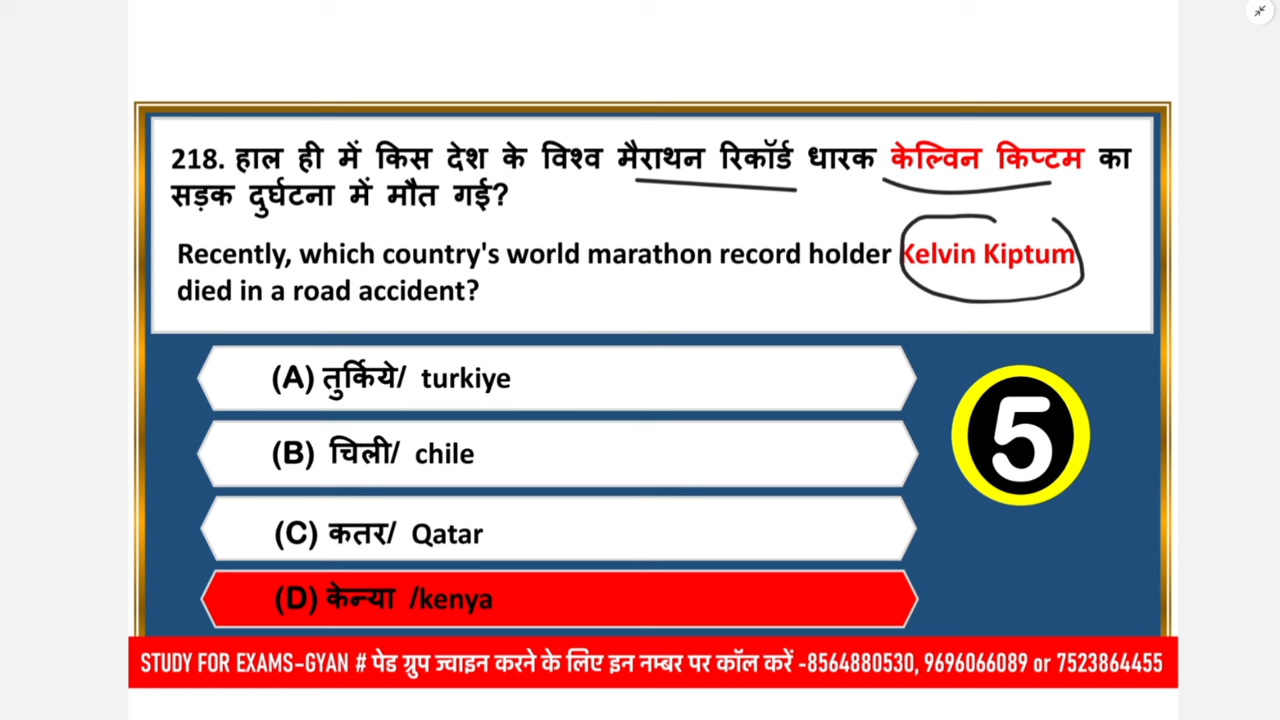 218. हाल ही में किस देश के विश्व मैराथन रिकॉर्ड धारक केल्विन किप्टम का
सड़क दुर्घटना में मौत गई?
Recently, which country's world marathon record holder Kelvin Kiptum
died in a road accident?
(A) तुर्किये/ turkiye
(B) चिली/ chile
5
(C) कतर/ Qatar
(D) केन्या /kenya
STUDY FOR EXAMS-GYAN # पेड ग्रुप ज्वाइन करने के लिए इन नम्बर पर कॉल करें -8564880530, 9696066089 or 7523864455